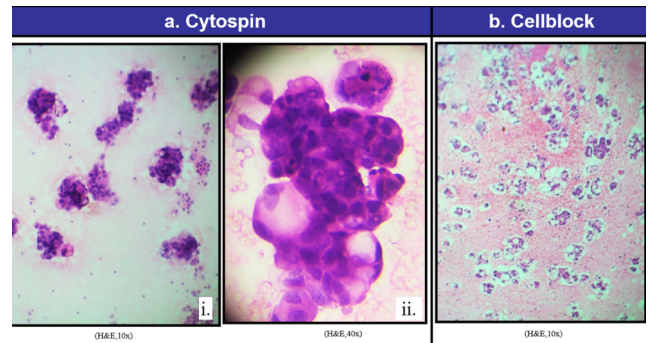 a. Cytospin
b. Cellblock
i.
ii.
(H&E,10x)
(H&E,40x)
(H&E,10x)